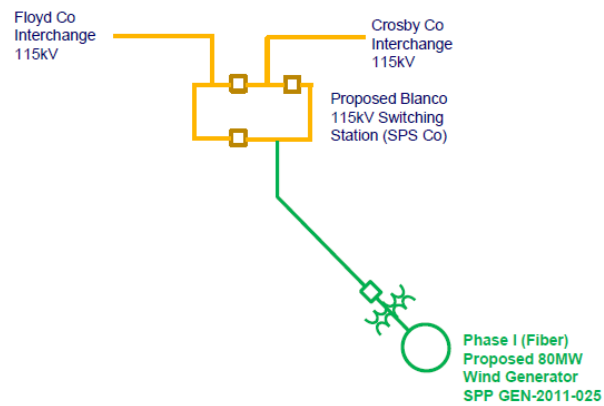 Floyd Co
Interchange
115kV
Crosby Co
Interchange
115kV
Proposed Blanco
115kV Switching
Station (SPS Co)
Phase I (Fiber)
Proposed 80MW
Wind Generator
SPP GEN-2011-025